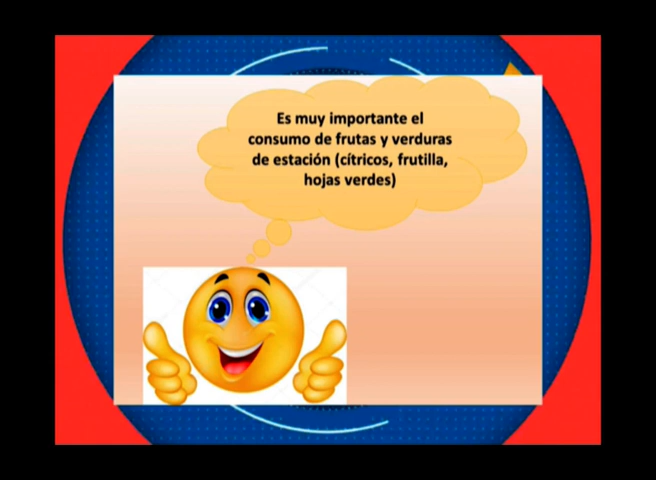 Es muy importante el
consumo de frutas y verduras
de estación (cítricos, frutilla,
hojas verdes)